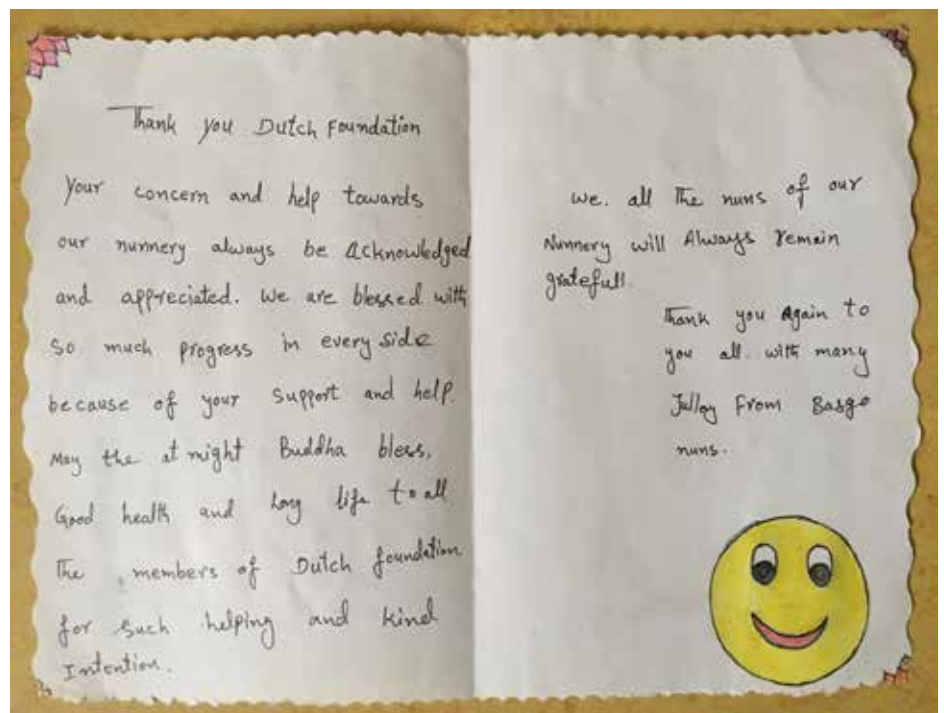 Thank you Dutch Foundation
Your concern and help towards
our nunnery always be Acknowledged
and appreciated. We are blessed with
So much progress in every side
because of your Support and help.
May the at might Buddha bless,
Good health and Long life to all
The members of Dutch foundation
for such helping and kind
Intention.
We. all The nuns of our
Nunnery will Always remain
gratefull.
Thank you Again to
you all. with many
Julloy From Basgo
nuns.